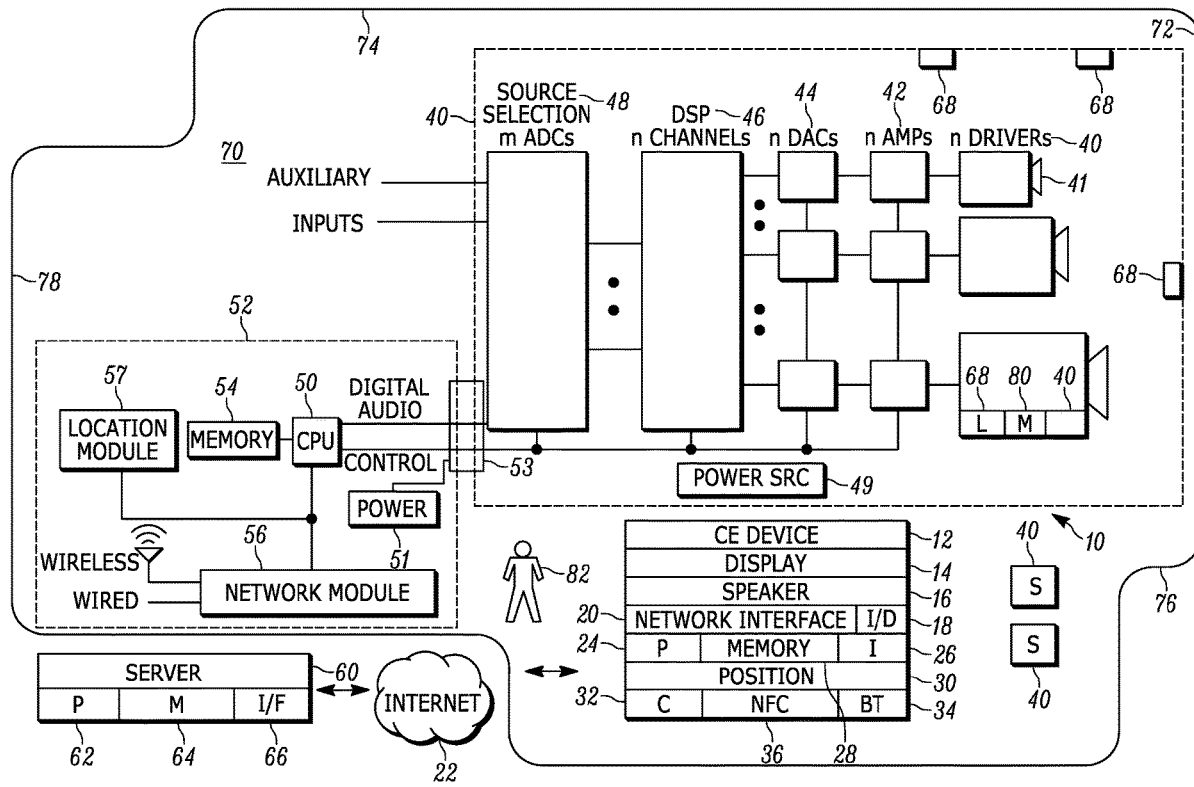 74
72
SOURCE 48
SELECTION
40
m ADCs
DSP 46
n CHANNELS
44
n DACs
42
n AMPs
68
68
n DRIVERs
40
41
70
AUXILIARY
INPUTS
78
68
52
57
LOCATION
MODULE
54
MEMORY
50
CPU
DIGITAL
AUDIO
CONTROL
53
POWER
51
68 80 40
L M
POWER SRC
49
WIRELESS
WIRED
56
NETWORK MODULE
82
10
CE DEVICE 12
DISPLAY 14
SPEAKER 16
20 NETWORK INTERFACE I/D 18
24 P MEMORY I 26
POSITION 30
32 C NFC BT 34
36 28
40
S
S
40
76
SERVER 60
P M I/F
62 64 66
INTERNET
22